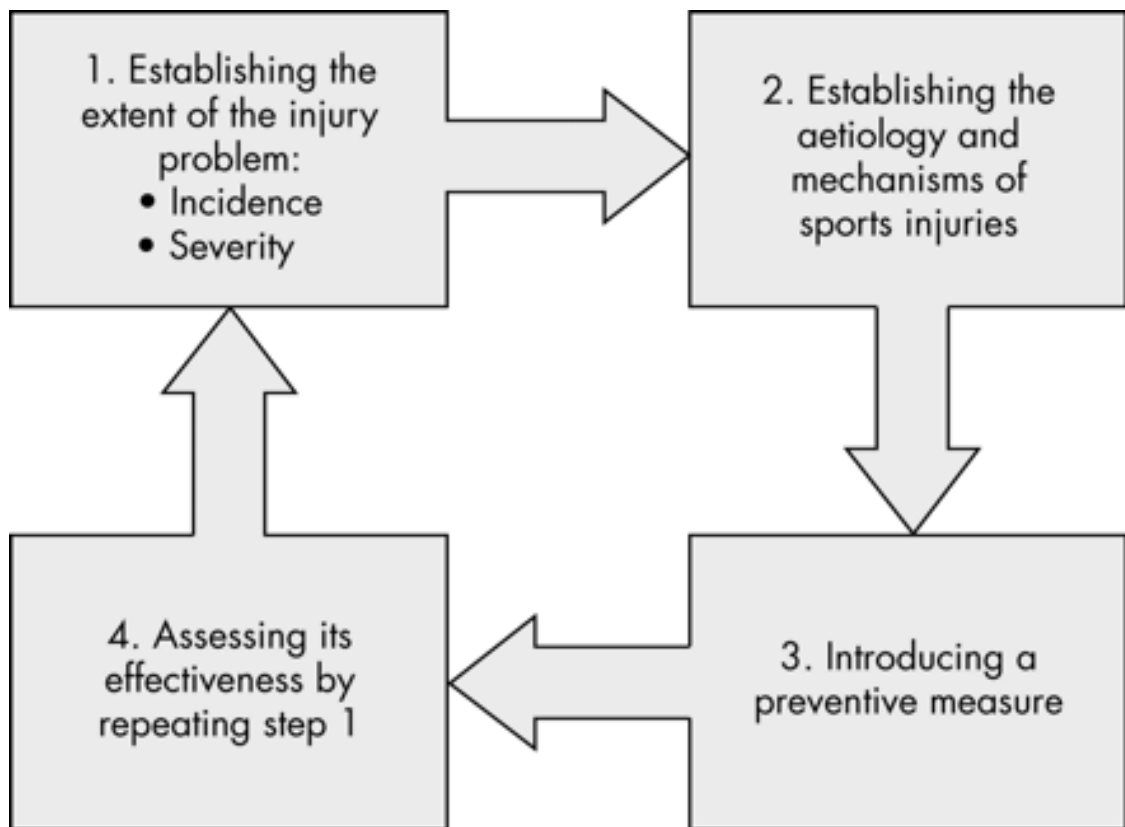 1. Establishing the
extent of the injury
problem:
• Incidence
• Severity
2. Establishing the
aetiology and
mechanisms of
sports injuries
3. Introducing a
preventive measure
4. Assessing its
effectiveness by
repeating step 1